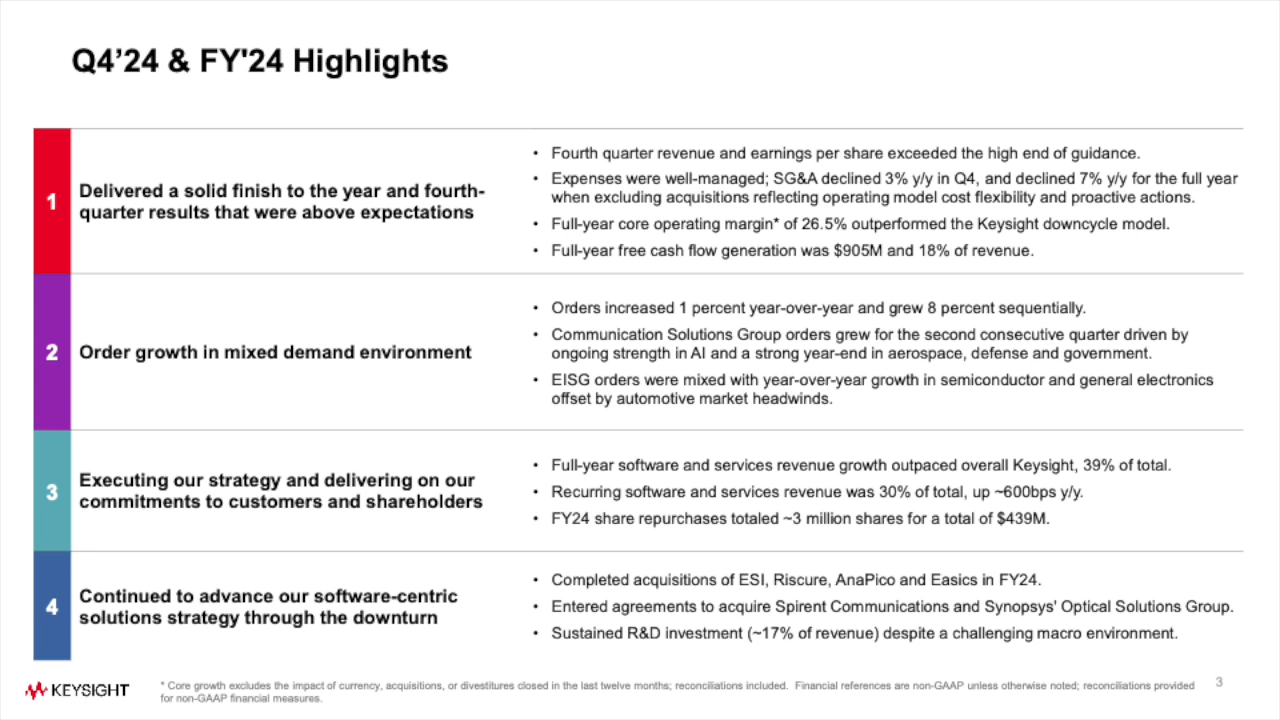 Q4’24 & FY'24 Highlights
1
Delivered a solid finish to the year and fourth-
quarter results that were above expectations
• Fourth quarter revenue and earnings per share exceeded the high end of guidance.
• Expenses were well-managed; SG&A declined 3% y/y in Q4, and declined 7% y/y for the full year
when excluding acquisitions reflecting operating model cost flexibility and proactive actions.
• Full-year core operating margin* of 26.5% outperformed the Keysight downcycle model.
• Full-year free cash flow generation was $905M and 18% of revenue.
2
Order growth in mixed demand environment
• Orders increased 1 percent year-over-year and grew 8 percent sequentially.
• Communication Solutions Group orders grew for the second consecutive quarter driven by
ongoing strength in AI and a strong year-end in aerospace, defense and government.
• EISG orders were mixed with year-over-year growth in semiconductor and general electronics
offset by automotive market headwinds.
3
Executing our strategy and delivering on our
commitments to customers and shareholders
• Full-year software and services revenue growth outpaced overall Keysight, 39% of total.
• Recurring software and services revenue was 30% of total, up ~600bps y/y.
• FY24 share repurchases totaled ~3 million shares for a total of $439M.
4
Continued to advance our software-centric
solutions strategy through the downturn
• Completed acquisitions of ESI, Riscure, AnaPico and Easics in FY24.
• Entered agreements to acquire Spirent Communications and Synopsys' Optical Solutions Group.
• Sustained R&D investment (~17% of revenue) despite a challenging macro environment.
KEYSIGHT
* Core growth excludes the impact of currency, acquisitions, or divestitures closed in the last twelve months; reconciliations included. Financial references are non-GAAP unless otherwise noted; reconciliations provided
for non-GAAP financial measures.
3